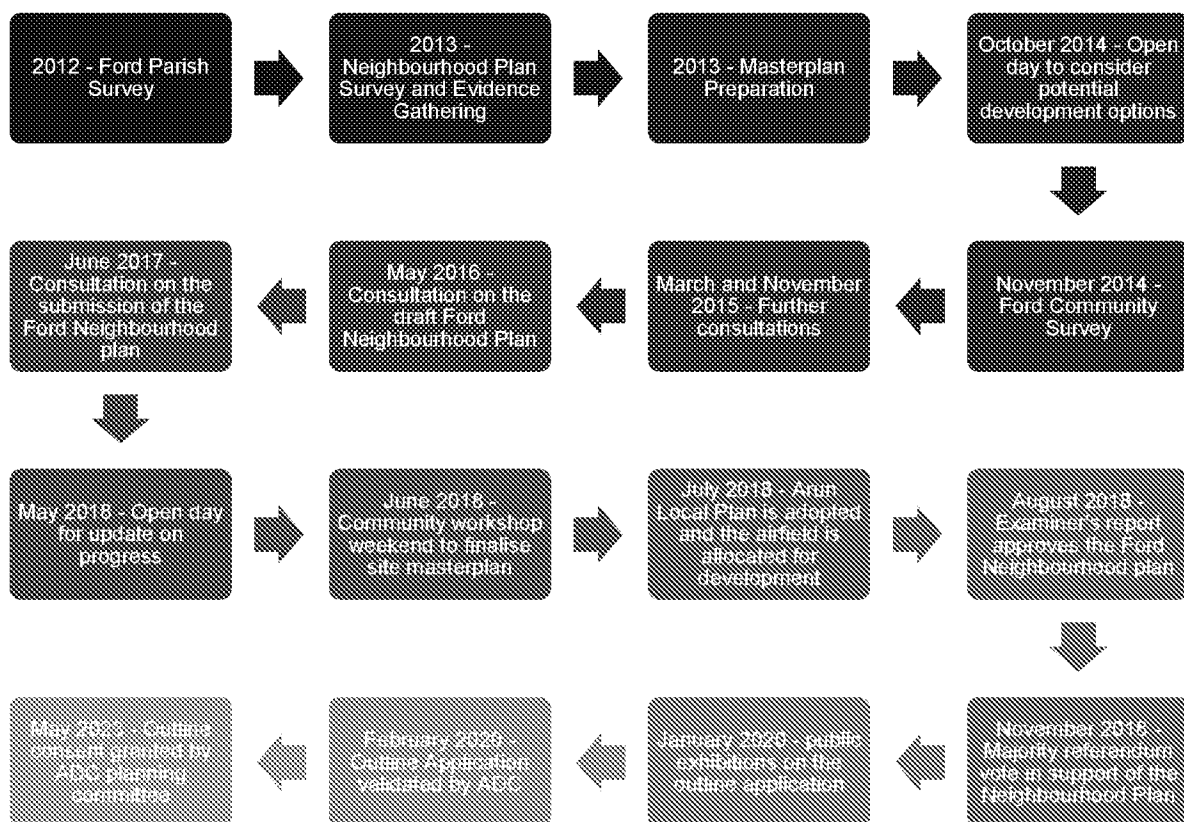 2012 - Ford Parish
Survey
2013 -
Neighbourhood Plan
Survey and Evidence
Gathering
2013 - Masterplan
Preparation
October 2014 - Open
day to consider
potential
development options
November 2014 -
Ford Community
Survey
March and November
2015 - Further
consultations
May 2016 -
Consultation on the
draft Ford
Neighbourhood Plan
June 2017 -
Consultation on the
submission of the
Ford Neighbourhood
plan
May 2018 - Open day
for update on
progress
June 2018 -
Community workshop
weekend to finalise
site masterplan
July 2018 - Arun
Local Plan is adopted
and the airfield is
allocated for
development
August 2018 -
Examiner's report
approves the Ford
Neighbourhood plan
November 2018 -
Majority referendum
vote in support of the
Neighbourhood Plan
January 2020 - public
exhibitions on the
outline application
February 2020 -
Outline Application
validated by ADC
May 2023 - Outline
consent granted by
ADC planning
committee